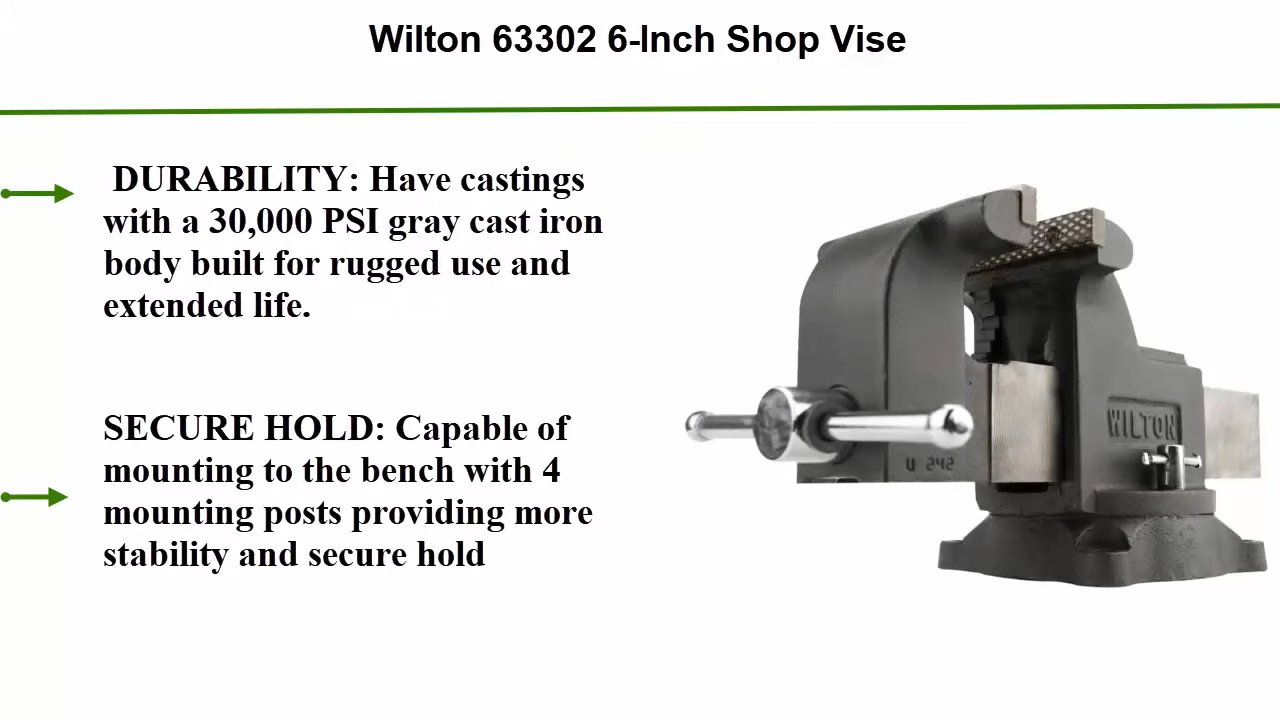 Wilton 63302 6-Inch Shop Vise
DURABILITY: Have castings
with a 30,000 PSI gray cast iron
body built for rugged use and
extended life.
SECURE HOLD: Capable of
mounting to the bench with 4
mounting posts providing more
stability and secure hold
WILTON
U 242